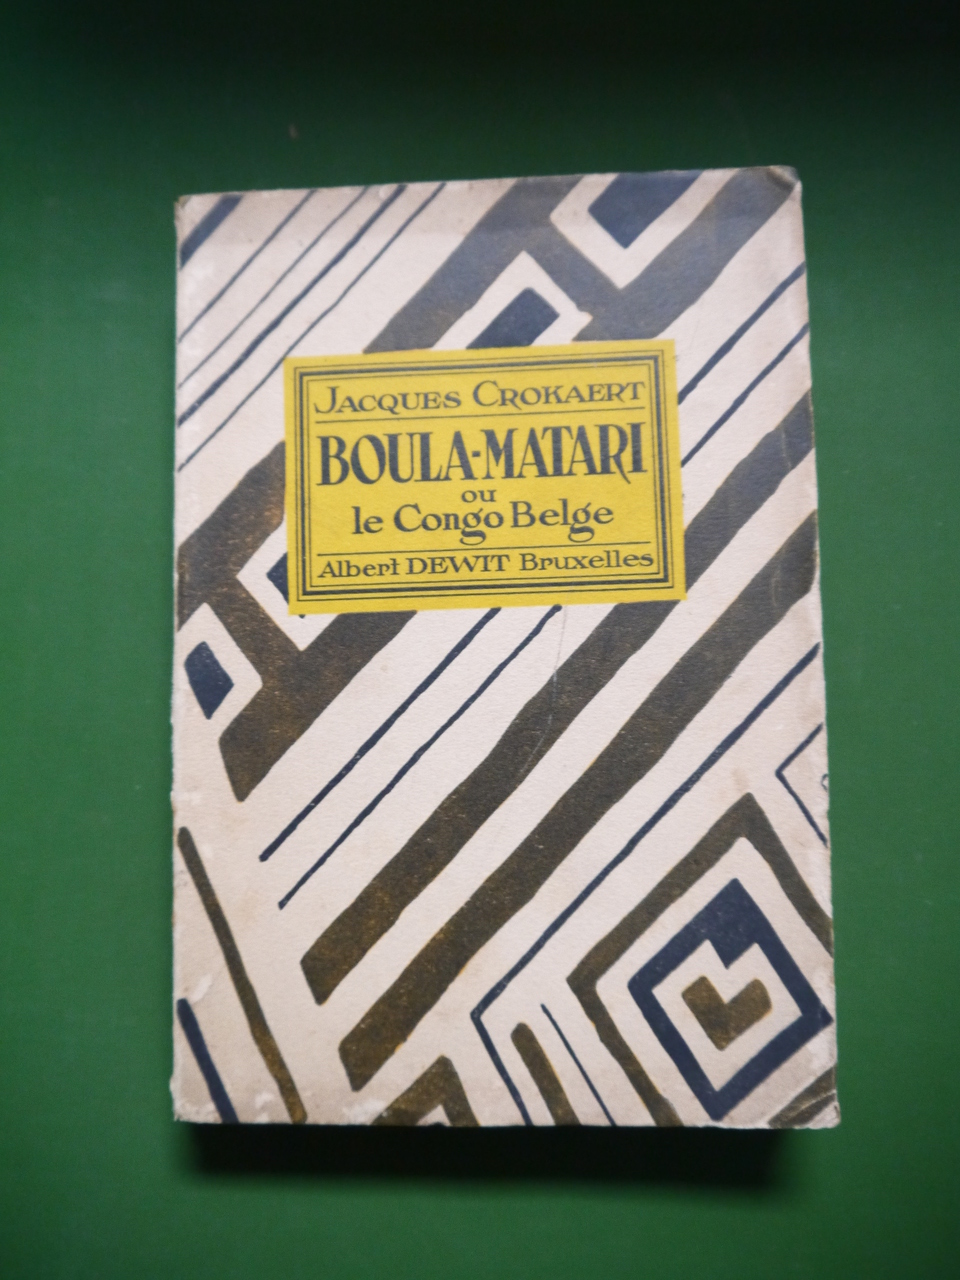 JACQUES CROKAERT
BOULA-MATARI
ou
le Congo Belge
Albert DEWIT Bruxelles